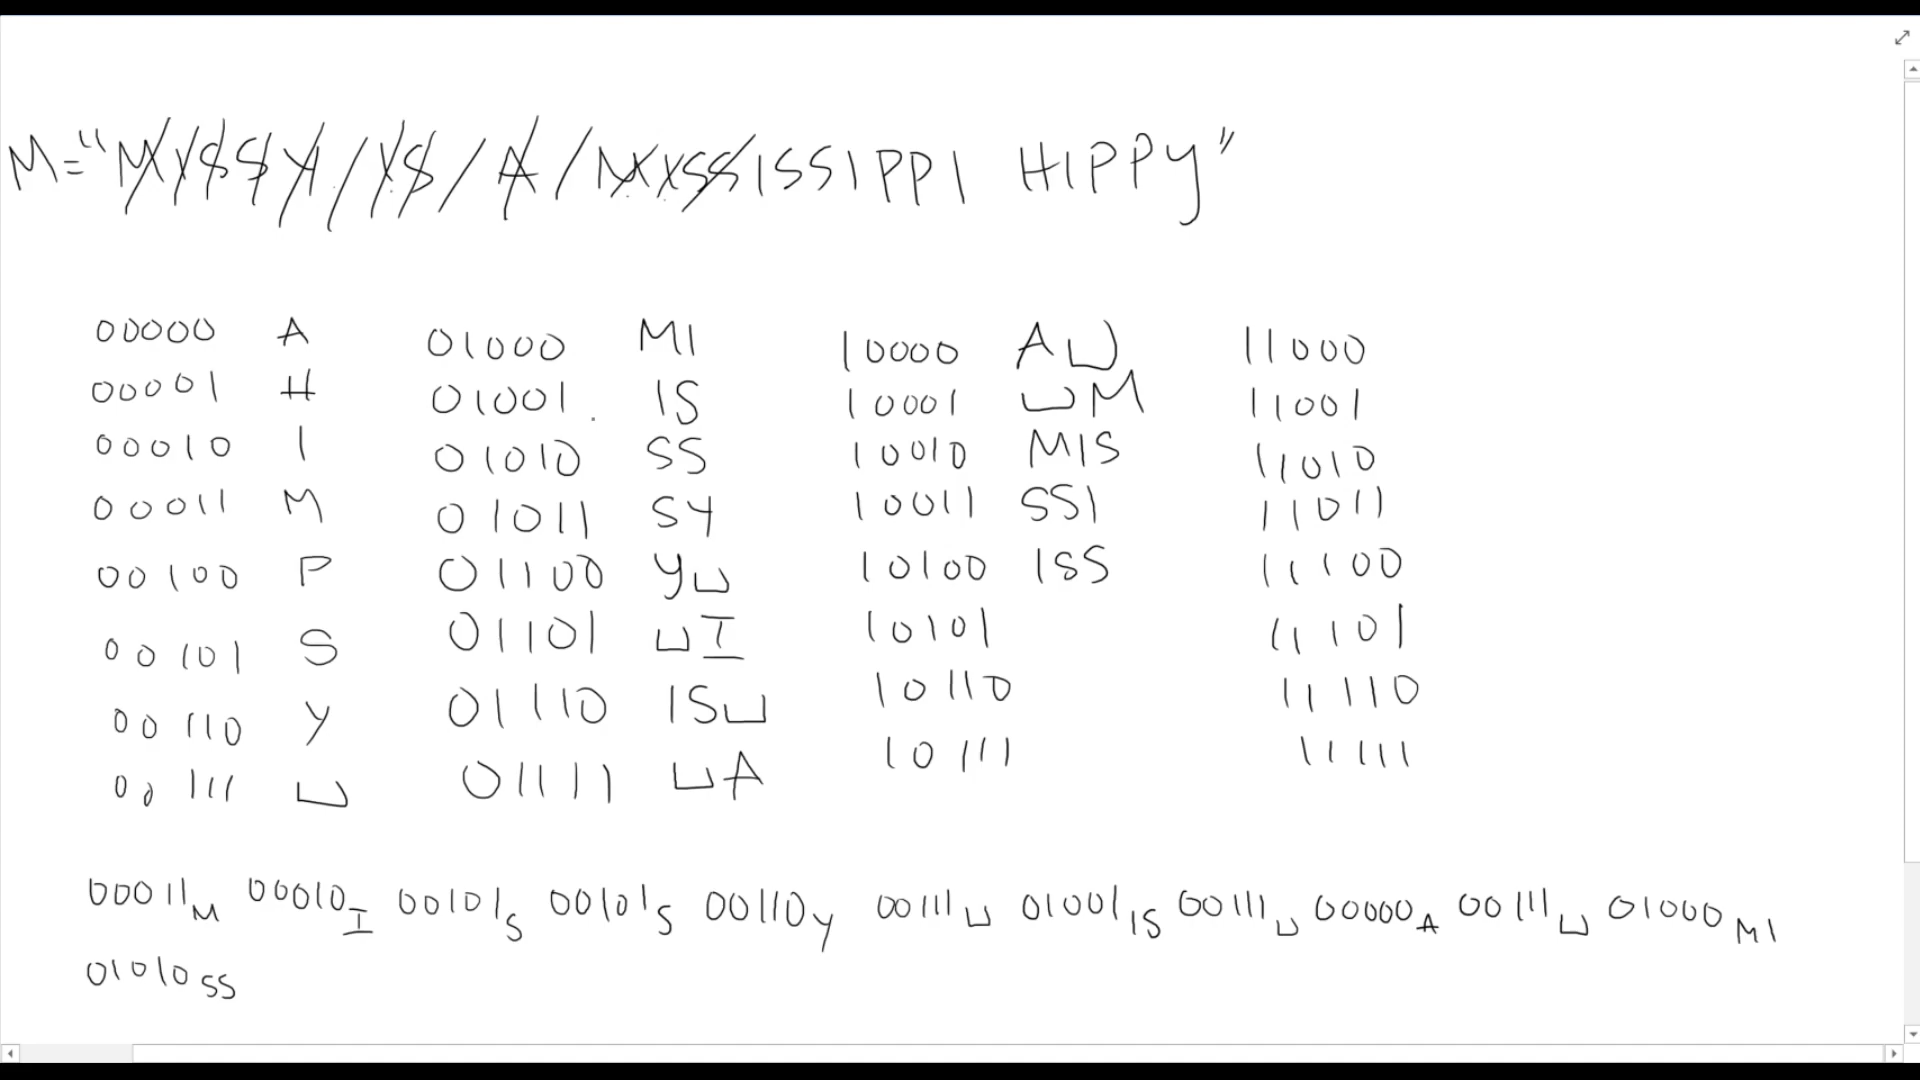 M="MISSY IS A MISSISSIPPI HIPPY"
00000 A 01000 MI 10000 A⌴ 11000
00001 H 01001 IS 10001 ⌴M 11001
00010 I 01010 SS 10010 MIS 11010
00011 M 01011 SY 10011 SSI 11011
00100 P 01100 Y⌴ 10100 ISS 11100
00101 S 01101 ⌴I 10101 11101
00110 Y 01110 IS⌴ 10110 11110
00111 ⌴ 01111 ⌴A 10111 11111
00011M 00010I 00101S 00101S 00110Y 00111⌴ 01001IS 00111⌴ 00000A 00111⌴ 01000MI
01010SS